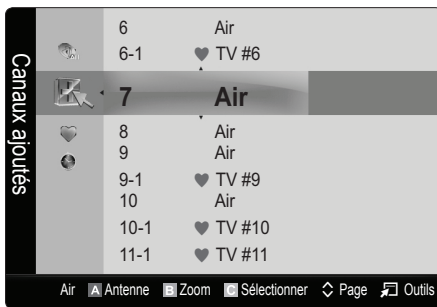 Canaux ajoutés
6 Air
6-1 ♥ TV #6
7 Air
8 Air
9 Air
9-1 ♥ TV #9
10 Air
10-1 ♥ TV #10
11-1 ♥ TV #11
Air A Antenne B Zoom C Sélectionner Page Outils